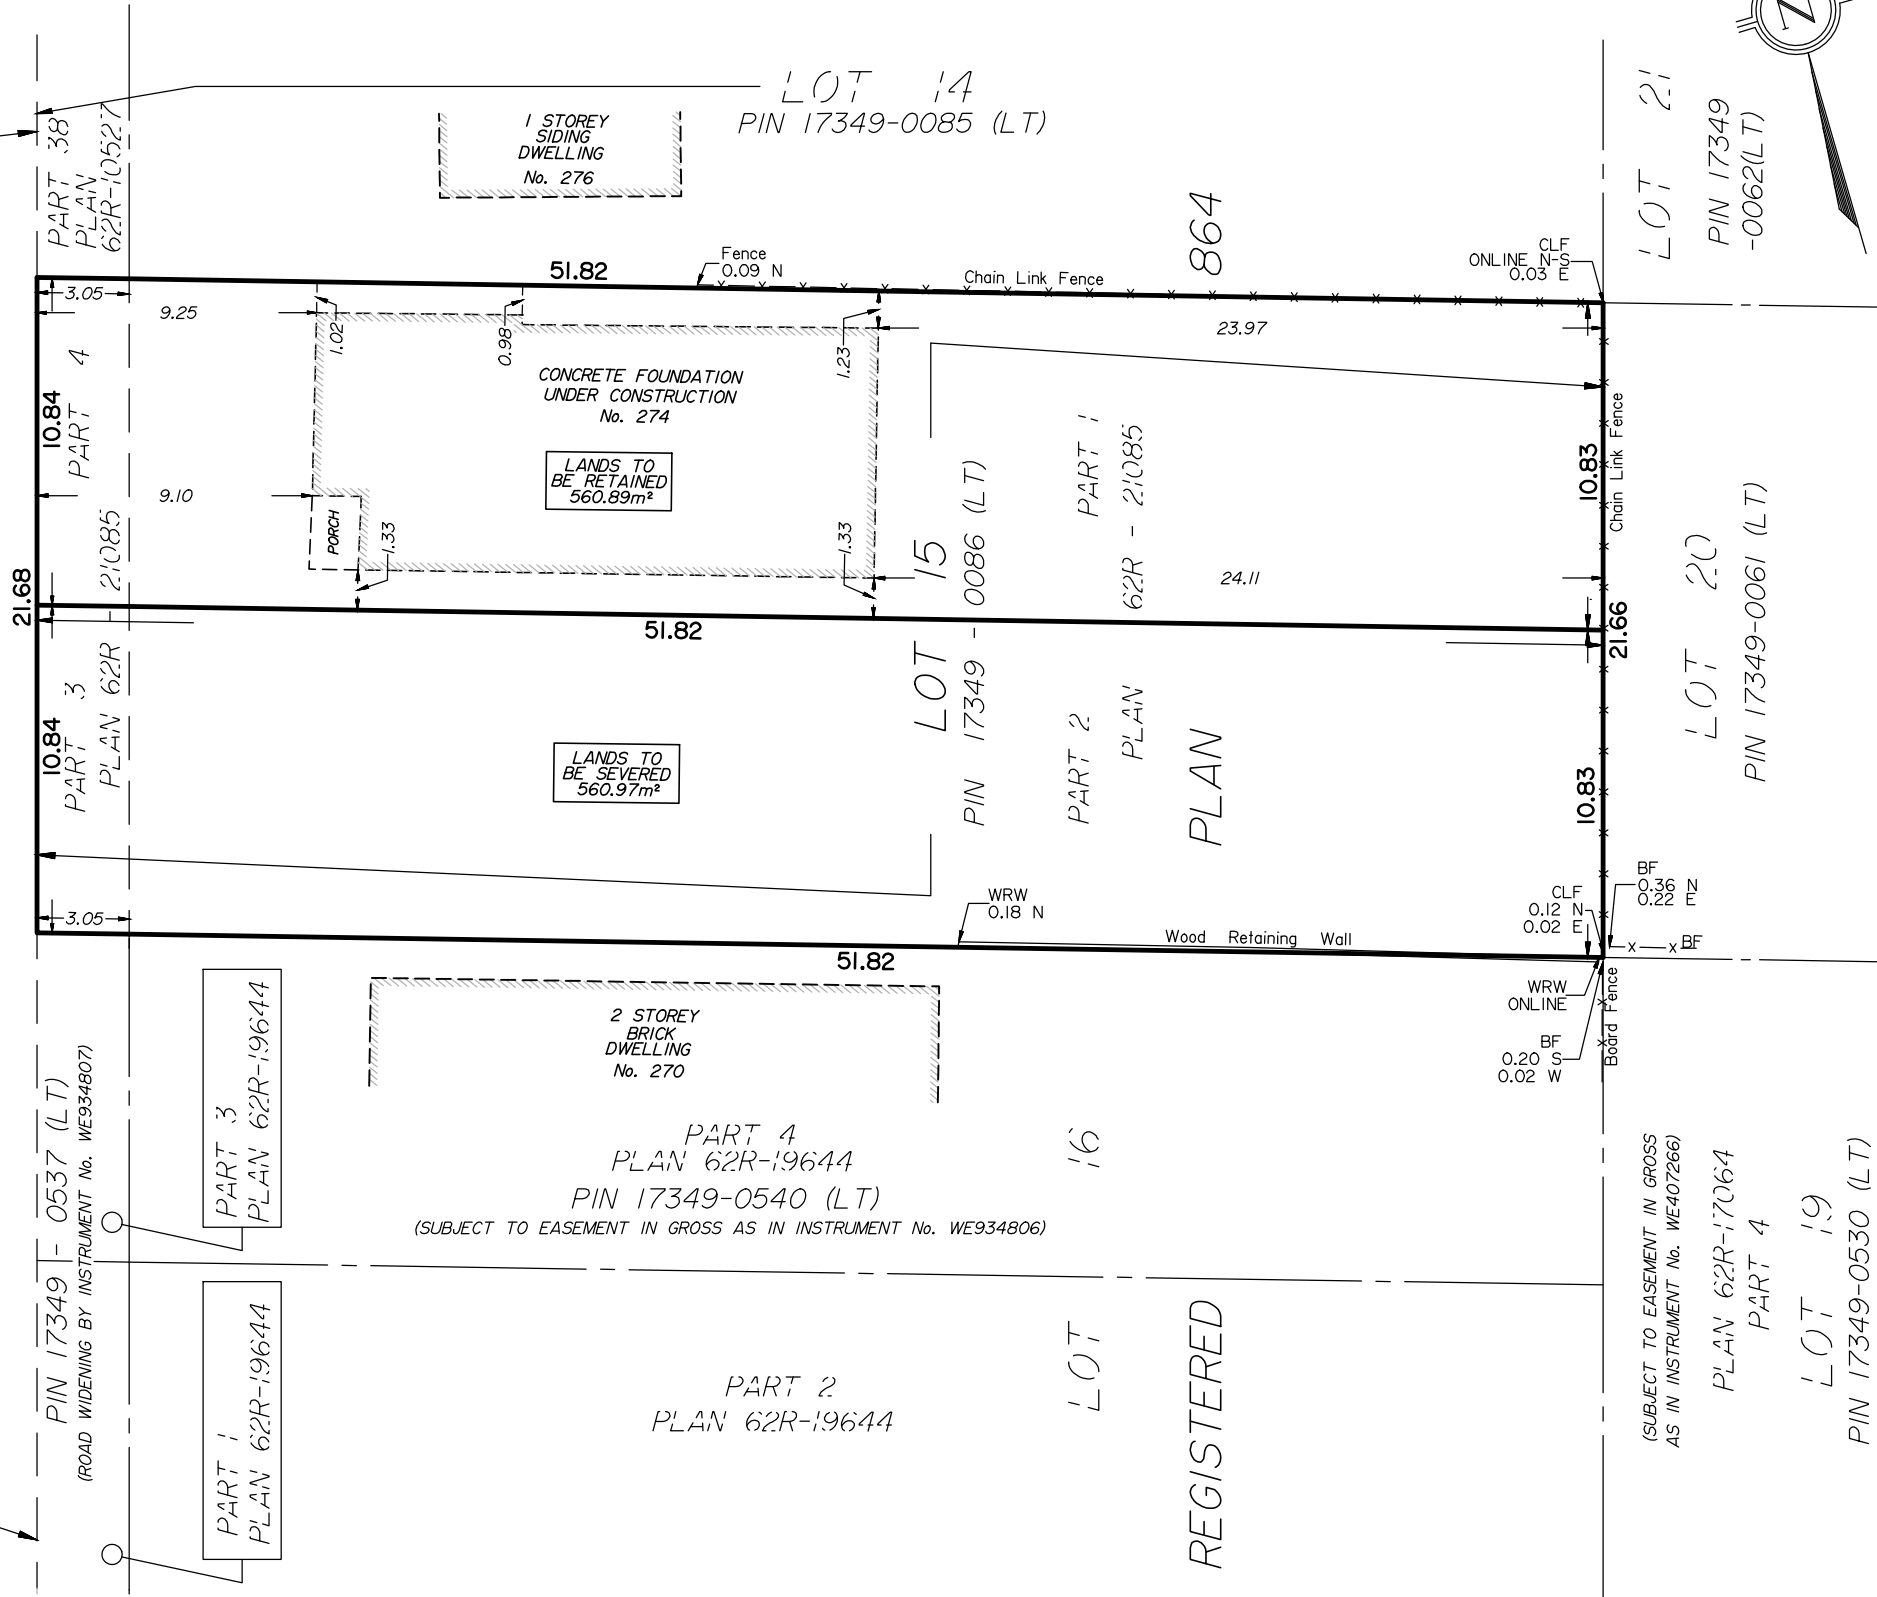 N
LOT 14
PIN 17349-0085 (LT)
1 STOREY
SIDING
DWELLING
No. 276
PART 38
PLAN
62R-10527
864
LOT 21
PIN 17349
-0062(LT)
Fence
0.09 N
51.82
Chain Link Fence
CLF
ONLINE N-S
0.03 E
3.05
9.25
1.02
0.98
1.23
23.97
CONCRETE FOUNDATION
UNDER CONSTRUCTION
No. 274
LANDS TO
BE RETAINED
560.89m²
10.84
PART 4
9.10
PORCH
1.33
1.33
24.11
PART 1
62R - 21085
10.83
Chain Link Fence
21.68
21.66
51.82
LOT 15
PIN 17349 - 0086 (LT)
LOT 20
PIN 17349-0061 (LT)
10.84
PART 3
PLAN 62R - 21085
LANDS TO
BE SEVERED
560.97m²
PART 2
PLAN
PLAN
10.83
3.05
WRW
0.18 N
Wood Retaining Wall
CLF
0.12 N
0.02 E
BF
0.36 N
0.22 E
BF
51.82
WRW
ONLINE
BF
0.20 S
0.02 W
Board Fence
2 STOREY
BRICK
DWELLING
No. 270
PART 3
PLAN 62R-19644
PIN 17349 - 0537 (LT)
(ROAD WIDENING BY INSTRUMENT No. WE934807)
PART 4
PLAN 62R-19644
PIN 17349-0540 (LT)
(SUBJECT TO EASEMENT IN GROSS AS IN INSTRUMENT No. WE934806)
LOT 16
PART 1
PLAN 62R-19644
PART 2
PLAN 62R-19644
REGISTERED
(SUBJECT TO EASEMENT IN GROSS
AS IN INSTRUMENT No. WE407266)
PLAN 62R-17064
PART 4
LOT 19
PIN 17349-0530 (LT)